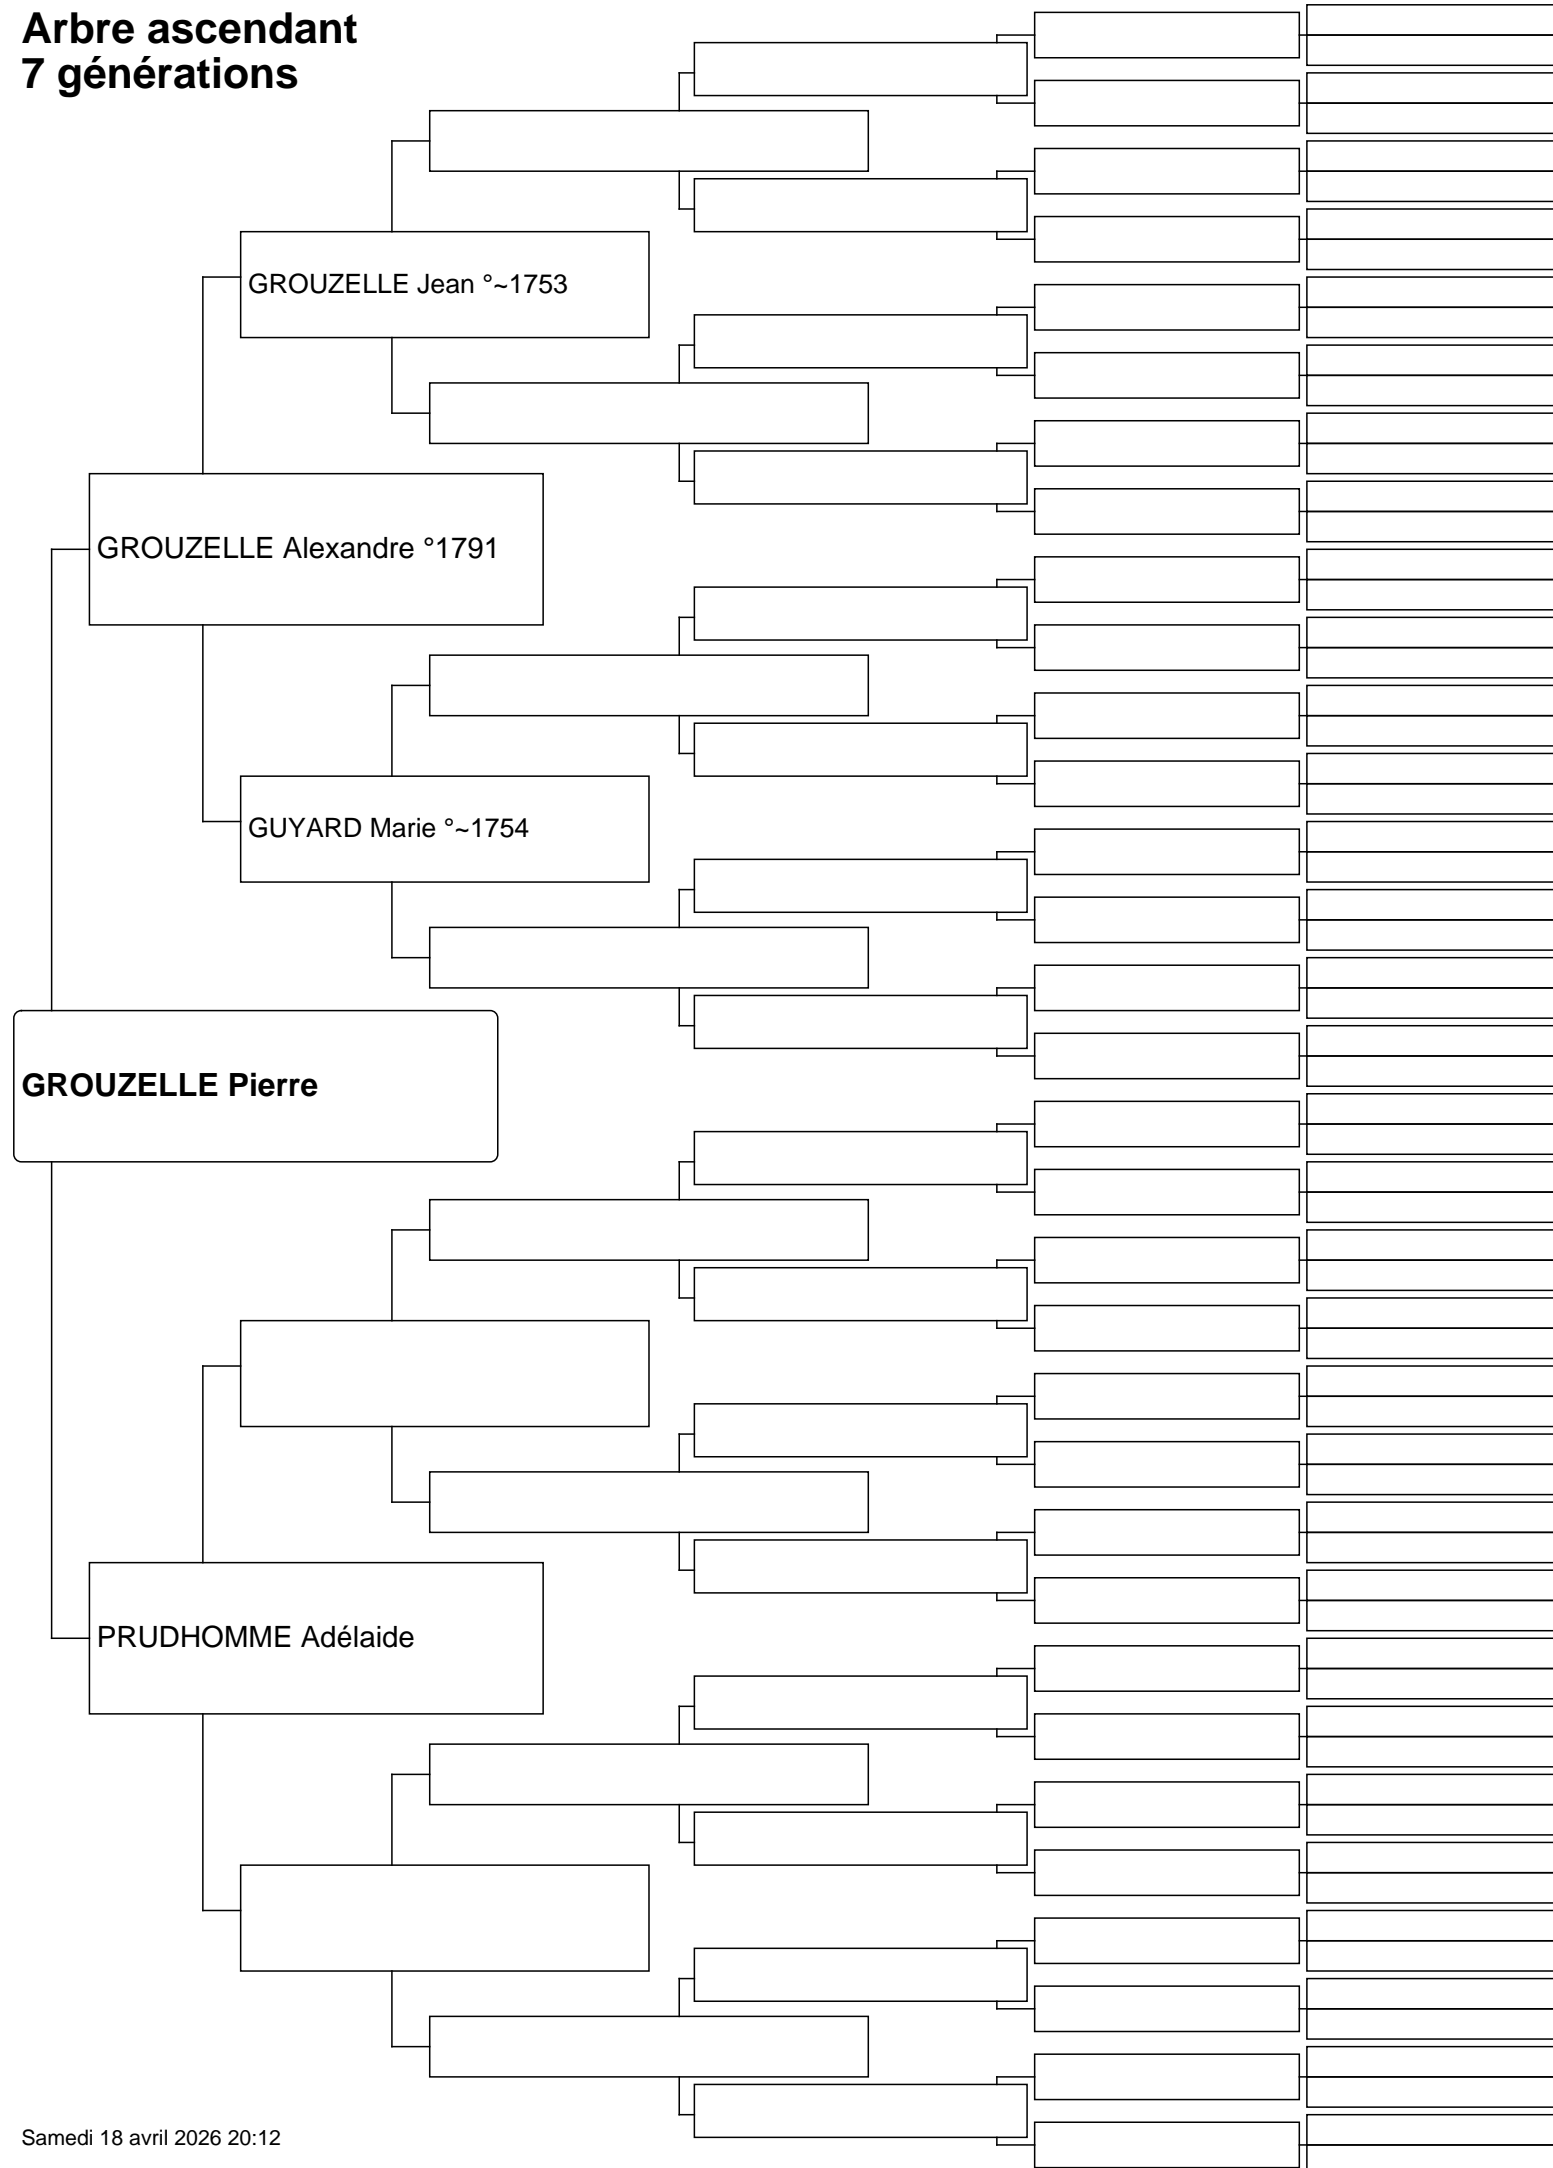 Arbre ascendant
7 générations
GROUZELLE Jean °~1753
GROUZELLE Alexandre °1791
GUYARD Marie °~1754
GROUZELLE Pierre
PRUDHOMME Adélaide
Samedi 18 avril 2026 20:12